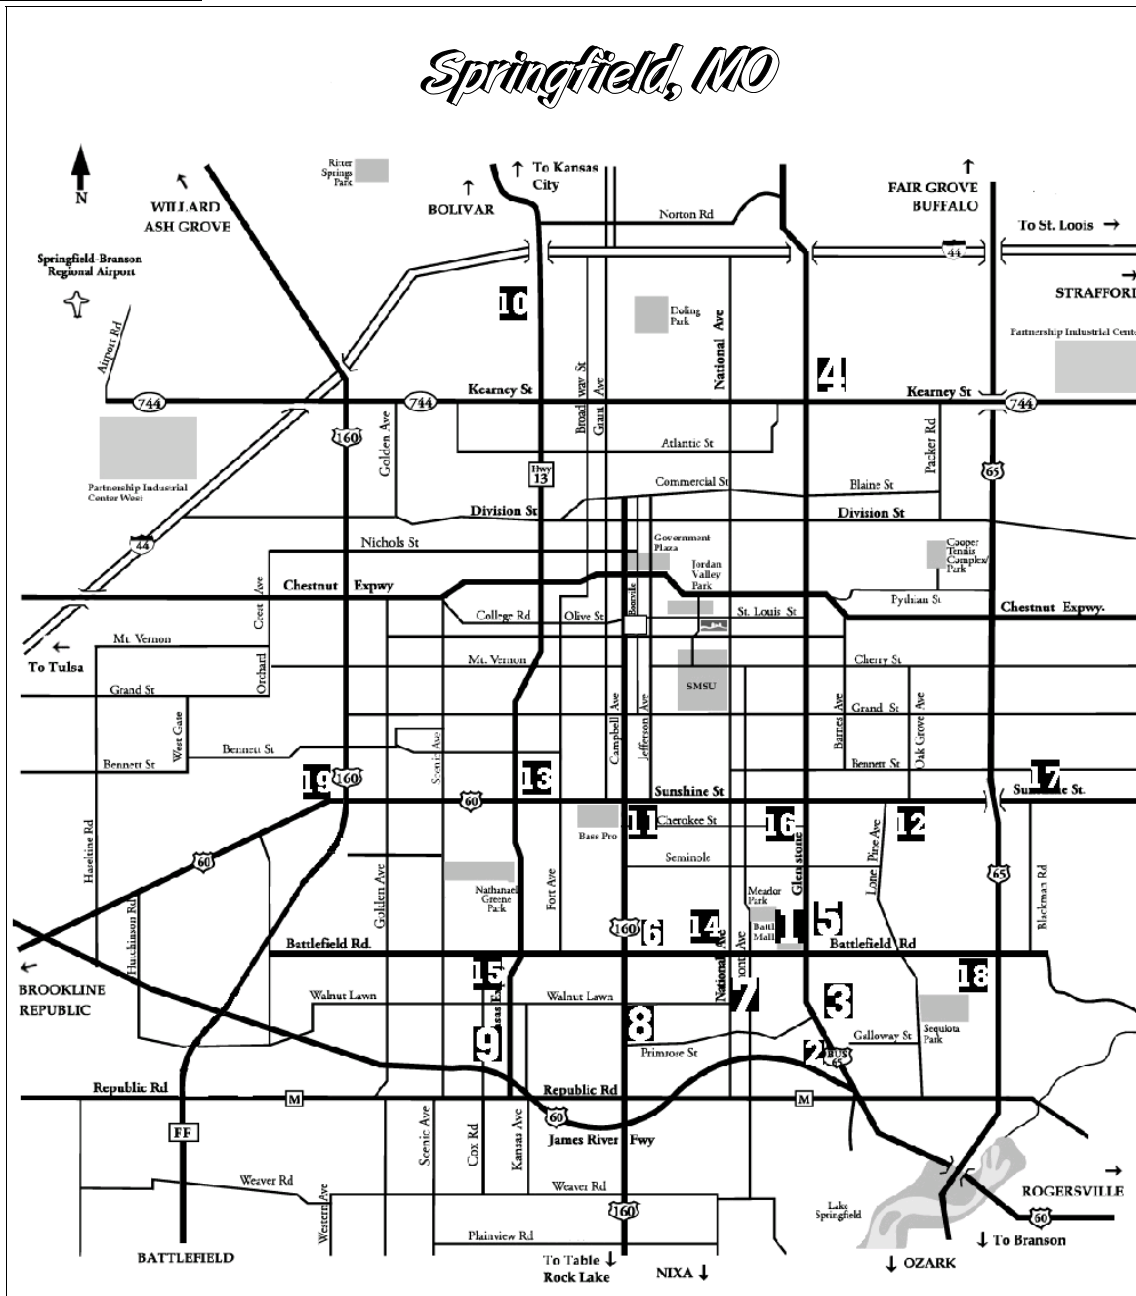 Springfield, MO
Ritter
Springs
Park
To Kansas
City
N
WILLARD
ASH GROVE
BOLIVAR
FAIR GROVE
BUFFALO
Norton Rd
To St. Loois
Springfield-Branson
Regional Airport
44
STRAFFORD
10
Doling
Park
Airport Rd
National Ave
Partnership Industrial Cente
4
Broad way St
Grant Ave
Kearney St
Kearney St
744
744
744
160
Golden Ave
Atlantic St
Packer Rd
Hwy
13
65
Partnership Industrial
Center West
Commercial St
Blaine St
Division St
Division St
44
Nichols St
Government
Plaza
Jordan
Valley
Park
Cooper
Tennis
Complex/
Park
Chestnut Expwy
Crest Ave
Boonville
Pythian St
Chestnut Expwy.
College Rd
Olive St
St. Louis St
Mt. Vernon
To Tulsa
Orchard
Mt. Vernon
Cherry St
SMSU
Grand St
Grand St
West Gate
Campbell Ave
Jefferson Ave
Barnes Ave
Oak Grove Ave
Scenic Ave
Bennett St
Bennett St
Bennett St
19
160
13
17
60
Sunshine St
Sunshine St.
Bass Pro
11
Cherokee St
16
12
Haseltine Rd
60
Seminole
Glenstone
Lone Pine Ave
65
Blackman Rd
Golden Ave
Nathanael
Greene
Park
Fort Ave
Meador
Park
Hutchinson Rd
160
6
14
Battl
Mall
1
5
Battlefield Rd.
Battlefield Rd
National Ave
BROOKLINE
REPUBLIC
15
18
Walnut Lawn
Walnut Lawn
7
3
8
Sequiota
Park
9
Primrose St
2
BUS
65
Galloway St
Republic Rd
M
Republic Rd
M
60
FF
Scenic Ave
Cox Rd
Kansas Ave
James River Fwy
Weaver Rd
Western Ave
Weaver Rd
160
Lake
Springfield
ROGERSVILLE
60
Plainview Rd
To Branson
BATTLEFIELD
To Table
Rock Lake
NIXA
OZARK